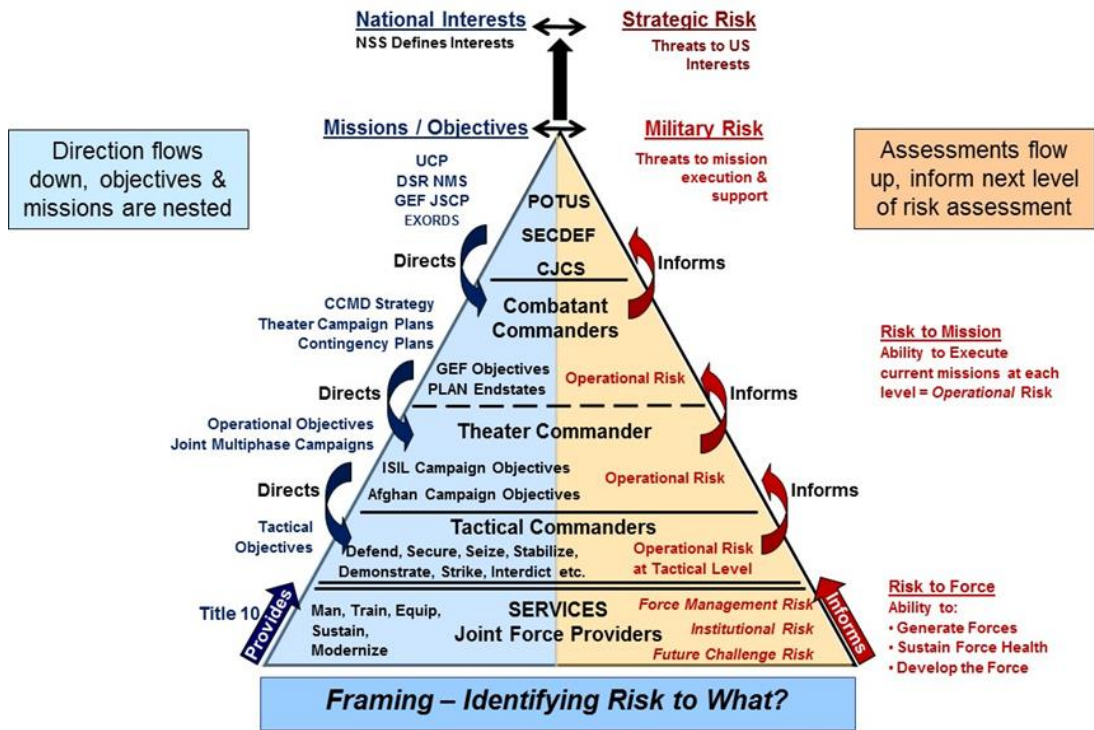 National Interests
NSS Defines Interests
Strategic Risk
Threats to US
Interests
Missions / Objectives
Military Risk
Direction flows
down, objectives &
missions are nested
UCP
DSR NMS
GEF JSCP
EXORDS
Threats to mission
execution &
support
Assessments flow
up, inform next level
of risk assessment
POTUS
SECDEF
CJCS
Directs
Informs
CCMD Strategy
Theater Campaign Plans
Contingency Plans
Combatant
Commanders
Risk to Mission
Ability to Execute
current missions at each
level = Operational Risk
GEF Objectives
PLAN Endstates
Operational Risk
Directs
Informs
Operational Objectives
Joint Multiphase Campaigns
Theater Commander
ISIL Campaign Objectives
Afghan Campaign Objectives
Operational Risk
Directs
Informs
Tactical
Objectives
Tactical Commanders
Defend, Secure, Seize, Stabilize,
Demonstrate, Strike, Interdict etc.
Operational Risk
at Tactical Level
Title 10
Provides
Man, Train, Equip,
Sustain,
Modernize
SERVICES
Joint Force Providers
Force Management Risk
Institutional Risk
Future Challenge Risk
Informs
Risk to Force
Ability to:
• Generate Forces
• Sustain Force Health
• Develop the Force
Framing – Identifying Risk to What?